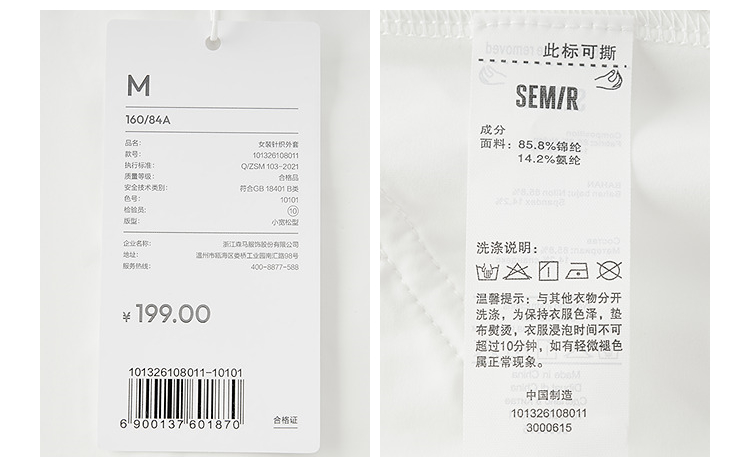 M
160/84A
品名: 女装针织外套
款号: 101326108011
执行标准: Q/ZSM 103-2021
质量等级: 合格品
安全技术类别: 符合GB 18401 B类
色号: 10101
检验员: 10
版型: 小宽松型
企业名称: 浙江森马服饰股份有限公司
地址: 温州市瓯海区娄桥工业园南汇路98号
服务热线: 400-8877-588
¥ 199.00
101326108011-10101
6 900137 601870
合格证
此标可撕
SEMIR
成分
面料: 85.8%锦纶
14.2%氨纶
洗涤说明:
温馨提示: 与其他衣物分开
洗涤, 为保持衣服色泽, 垫
布熨烫, 衣服浸泡时间不可
超过10分钟, 如有轻微褪色
属正常现象。
中国制造
101326108011
3000615